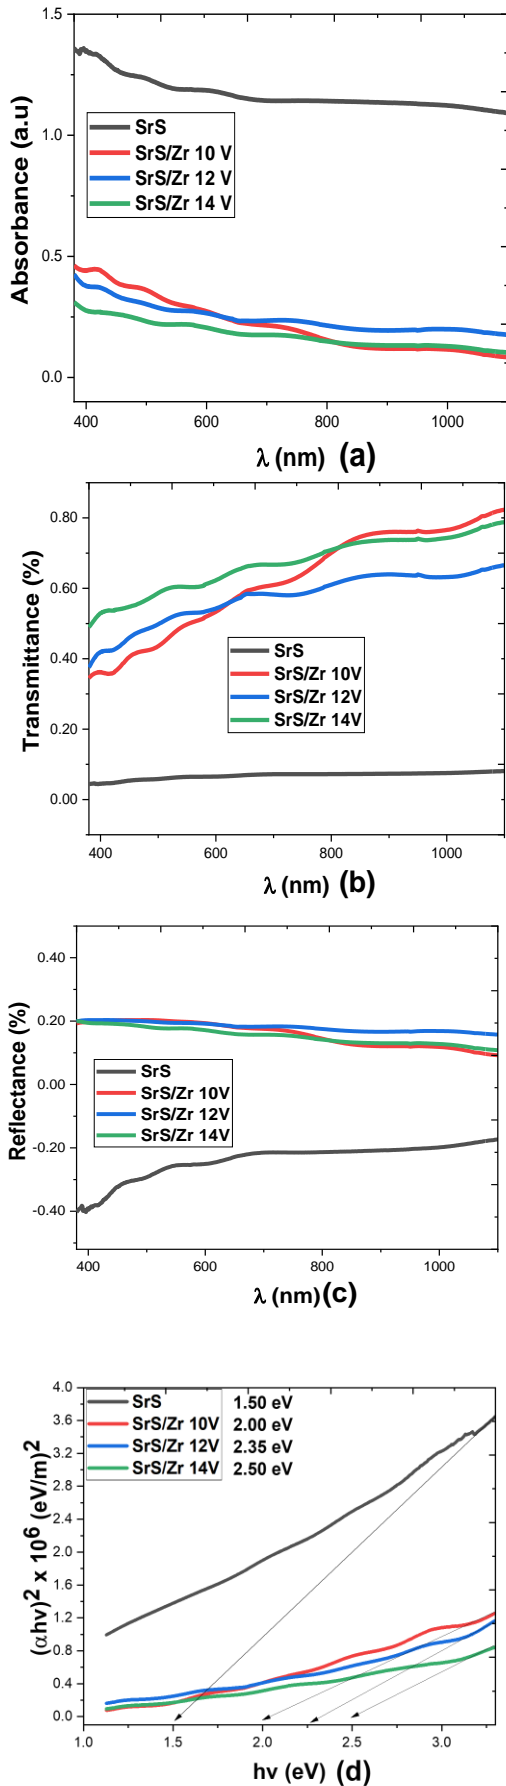 1.5
1.0
0.5
0.0
Absorbance (a.u)
SrS
SrS/Zr 10 V
SrS/Zr 12 V
SrS/Zr 14 V
400 600 800 1000
λ (nm) (a)
0.80
0.60
0.40
0.20
0.00
Transmittance (%)
SrS
SrS/Zr 10V
SrS/Zr 12V
SrS/Zr 14V
400 600 800 1000
λ (nm) (b)
0.40
0.20
0.00
-0.20
-0.40
Reflectance (%)
SrS
SrS/Zr 10V
SrS/Zr 12V
SrS/Zr 14V
400 600 800 1000
λ (nm) (c)
4.0
3.6
3.2
2.8
2.4
2.0
1.6
1.2
0.8
0.4
0.0
(αhν)² x 10⁶ (eV/m)²
SrS 1.50 eV
SrS/Zr 10V 2.00 eV
SrS/Zr 12V 2.35 eV
SrS/Zr 14V 2.50 eV
1.0 1.5 2.0 2.5 3.0
hν (eV) (d)